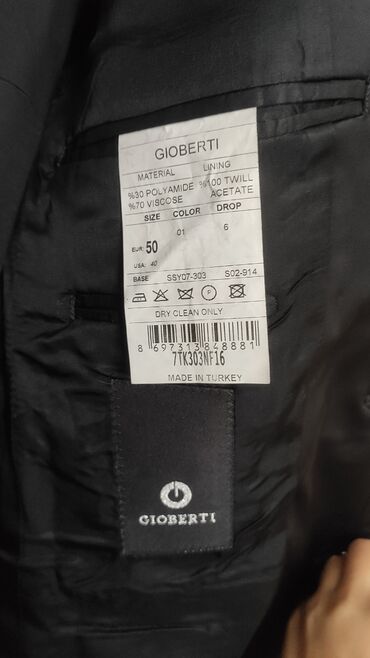 GIOBERTI
MATERIAL LINING
%30 POLYAMIDE %100 TWILL
%70 VISCOSE ACETATE
SIZE COLOR DROP
EUR: 50 01 6
USA: 40
BASE SSY07-303 S02-914
P
DRY CLEAN ONLY
8 697313 848881
7TK303NF16
MADE IN TURKEY
GIOBERTI